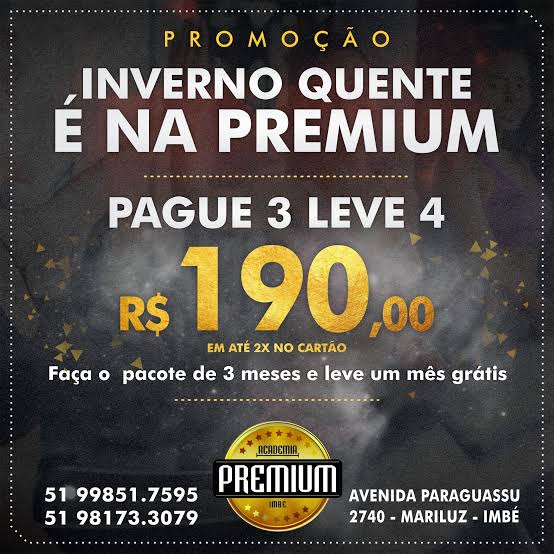 PROMOÇÃO
INVERNO QUENTE
É NA PREMIUM
PAGUE 3 LEVE 4
R$ 190,00
EM ATÉ 2X NO CARTÃO
Faça o pacote de 3 meses e leve um mês grátis
ACADEMIA
PREMIUM
IMBÉ
51 99851.7595
51 98173.3079
AVENIDA PARAGUASSU
2740 - MARILUZ - IMBÉ